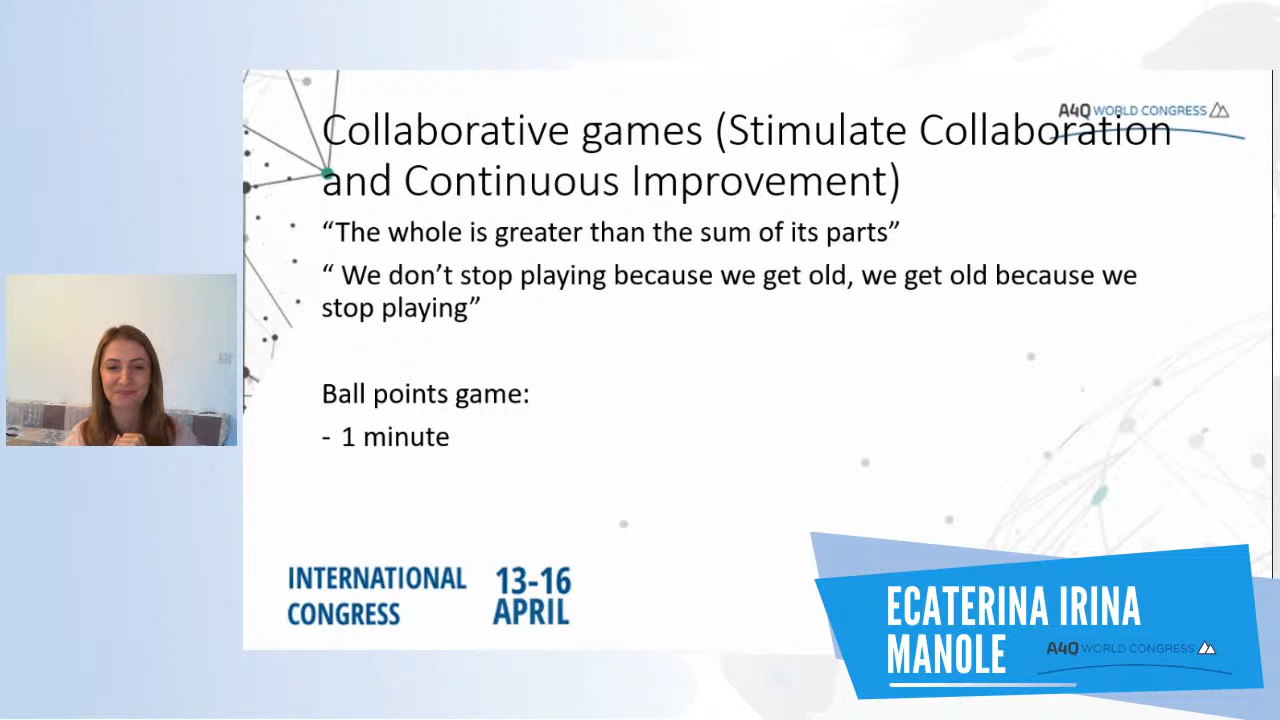 A4Q WORLD CONGRESS
Collaborative games (Stimulate Collaboration
and Continuous Improvement)
“The whole is greater than the sum of its parts”
“ We don’t stop playing because we get old, we get old because we
stop playing”
Ball points game:
- 1 minute
INTERNATIONAL
CONGRESS
13-16
APRIL
ECATERINA IRINA
MANOLE
A4Q WORLD CONGRESS